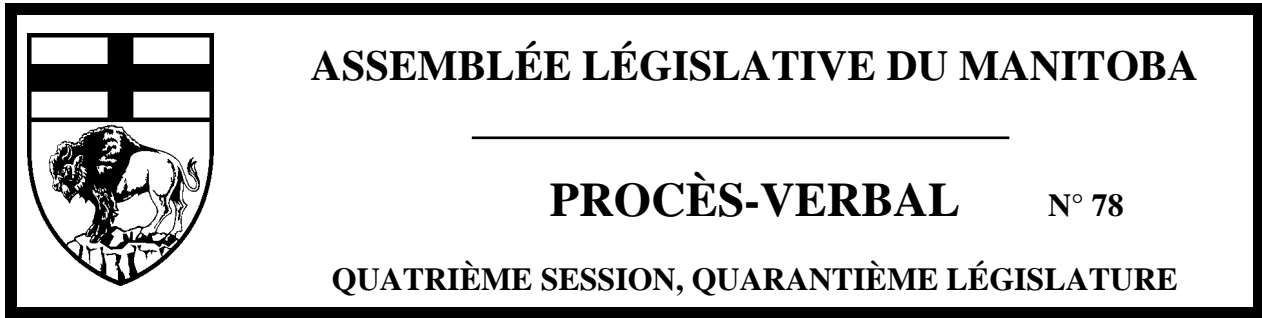 ASSEMBLÉE LÉGISLATIVE DU MANITOBA
PROCÈS-VERBAL N° 78
QUATRIÈME SESSION, QUARANTIÈME LÉGISLATURE